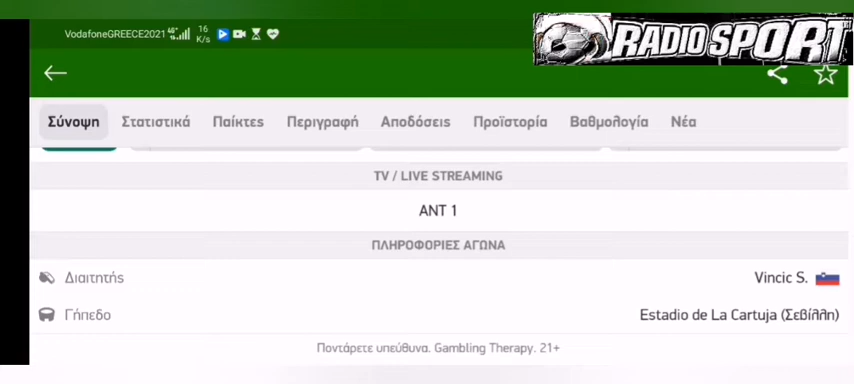 VodafoneGREECE2021 4G 16 K/s
RADIO SPORT
Σύνοψη Στατιστικά Παίκτες Περιγραφή Αποδόσεις Προϊστορία Βαθμολογία Νέα
TV / LIVE STREAMING
ANT 1
ΠΛΗΡΟΦΟΡΙΕΣ ΑΓΩΝΑ
Διαιτητής Vincic S.
Γήπεδο Estadio de La Cartuja (Σεβίλλη)
Ποντάρετε υπεύθυνα. Gambling Therapy. 21+